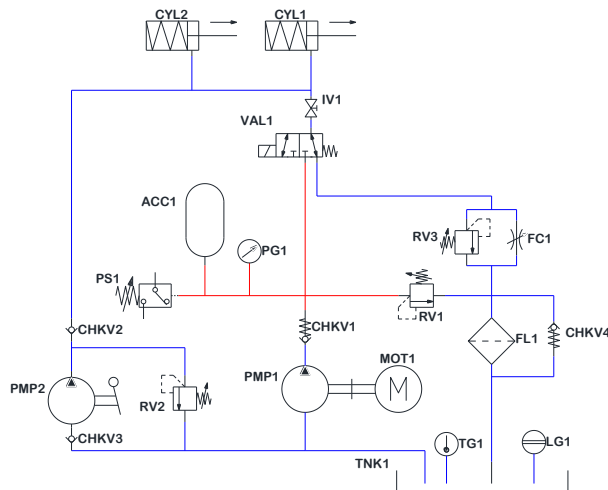 CYL2
CYL1
IV1
VAL1
ACC1
PG1
RV3
FC1
PS1
CHKV2
CHKV1
RV1
FL1
CHKV4
MOT1
PMP2
RV2
PMP1
M
CHKV3
TNK1
TG1
LG1